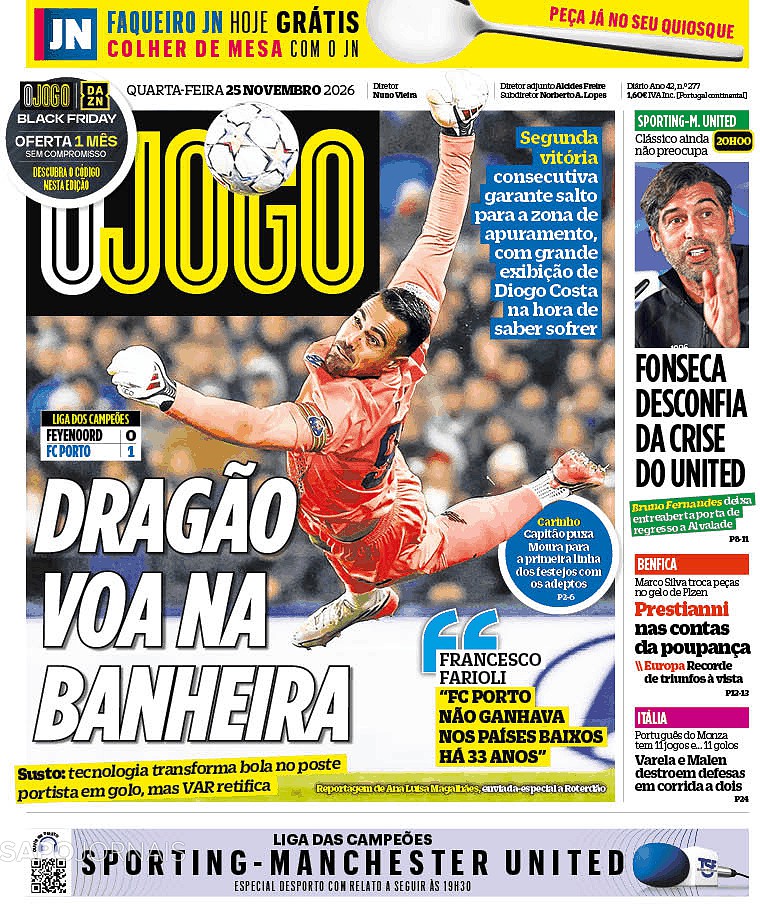 JN
FAQUEIRO JN HOJE GRÁTIS
COLHER DE MESA COM O JN
PEÇA JÁ NO SEU QUIOSQUE
OJOGO DAZN
BLACK FRIDAY
OFERTA 1 MÊS
SEM COMPROMISSO
DESCUBRA O CÓDIGO
NESTA EDIÇÃO
QUARTA-FEIRA 25 NOVEMBRO 2026
Diretor
Nuno Vieira
Diretor adjunto Alcides Freire
Subdiretor Norberto A. Lopes
Diário Ano 42, n.º 277
1,60€ IVA Inc. [Portugal continental]
OJOGO
Segunda
vitória
consecutiva
garante salto
para a zona de
apuramento,
com grande
exibição de
Diogo Costa
na hora de
saber sofrer
LIGA DOS CAMPEÕES
FEYENOORD 0
FC PORTO 1
DRAGÃO
VOA NA
BANHEIRA
Susto: tecnologia transforma bola no poste
portista em golo, mas VAR retifica
Carinho
Capitão puxa
Moura para
a primeira linha
dos festejos com
os adeptos
P2-6
FRANCESCO
FARIOLI
“FC PORTO
NÃO GANHAVA
NOS PAÍSES BAIXOS
HÁ 33 ANOS”
Reportagem de Ana Luísa Magalhães, enviada-especial a Roterdão
SPORTING-M. UNITED
Clássico ainda
não preocupa
20H00
FONSECA
DESCONFIA
DA CRISE
DO UNITED
Bruno Fernandes deixa
entreaberta porta de
regresso a Alvalade
P8-11
BENFICA
Marco Silva troca peças
no gelo de Plzen
Prestianni
nas contas
da poupança
\\ Europa Recorde
de triunfos à vista
P12-13
ITÁLIA
Português do Monza
tem 11 jogos e... 11 golos
Varela e Malen
destroem defesas
em corrida a dois
P24
SAPOJORNAIS
LIGA DAS CAMPEÕES
SPORTING-MANCHESTER UNITED
ESPECIAL DESPORTO COM RELATO A SEGUIR ÀS 19H30
TSF